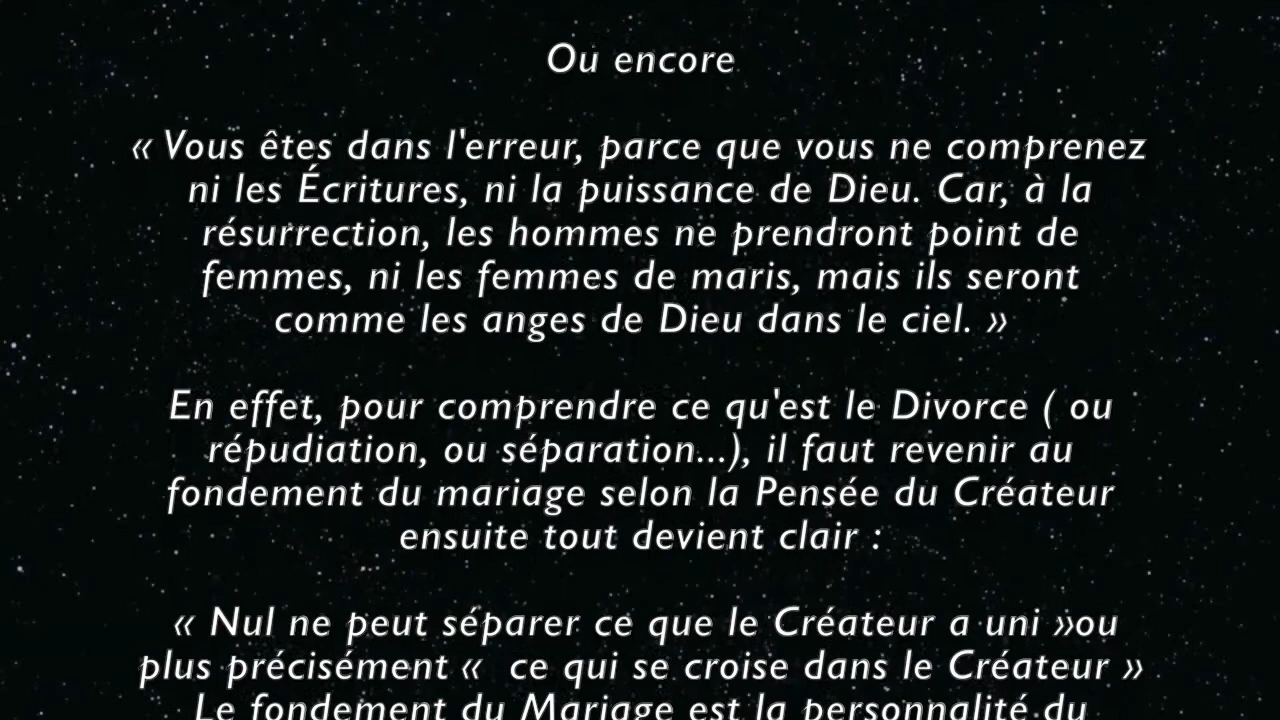 Ou encore
« Vous êtes dans l'erreur, parce que vous ne comprenez
ni les Écritures, ni la puissance de Dieu. Car, à la
résurrection, les hommes ne prendront point de
femmes, ni les femmes de maris, mais ils seront
comme les anges de Dieu dans le ciel. »
En effet, pour comprendre ce qu'est le Divorce ( ou
répudiation, ou séparation...), il faut revenir au
fondement du mariage selon la Pensée du Créateur
ensuite tout devient clair :
« Nul ne peut séparer ce que le Créateur a uni »ou
plus précisément «  ce qui se croise dans le Créateur »
Le fondement du Mariage est la personnalité du